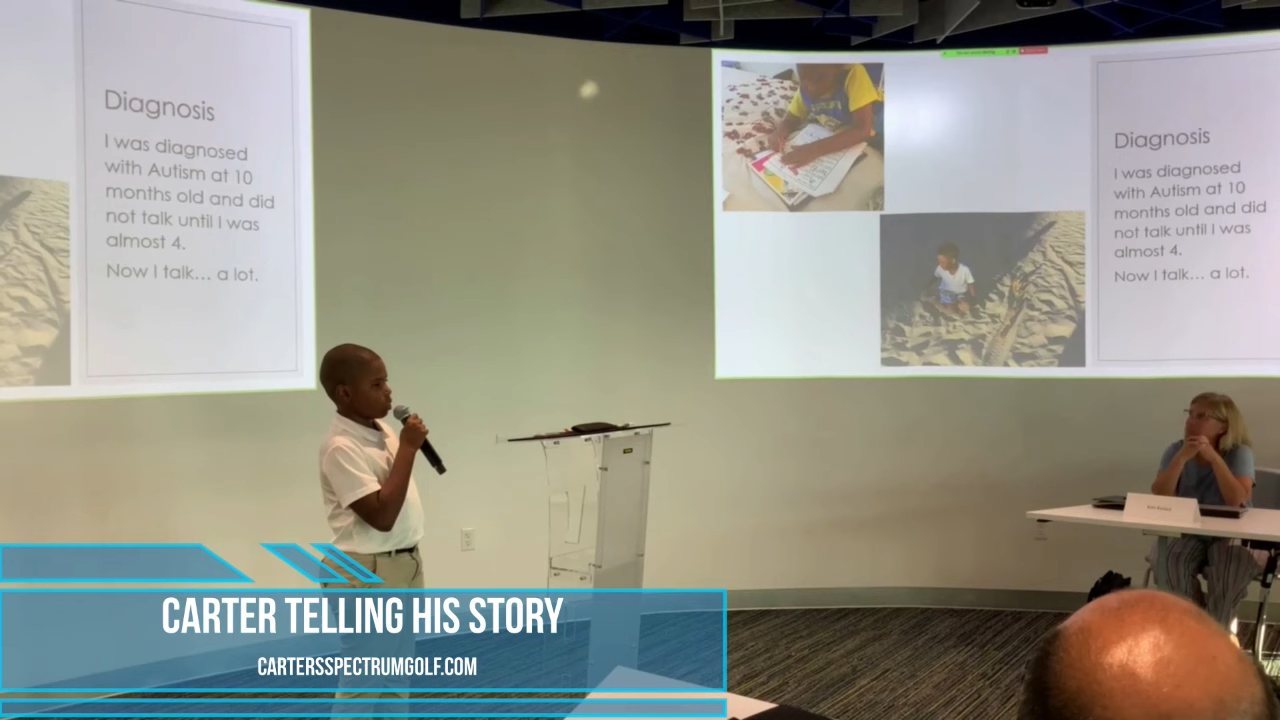 Diagnosis
I was diagnosed
with Autism at 10
months old and did
not talk until I was
almost 4.
Now I talk... a lot.
Diagnosis
I was diagnosed
with Autism at 10
months old and did
not talk until I was
almost 4.
Now I talk... a lot.
CARTER TELLING HIS STORY
CARTERSSPECTRUMGOLF.COM